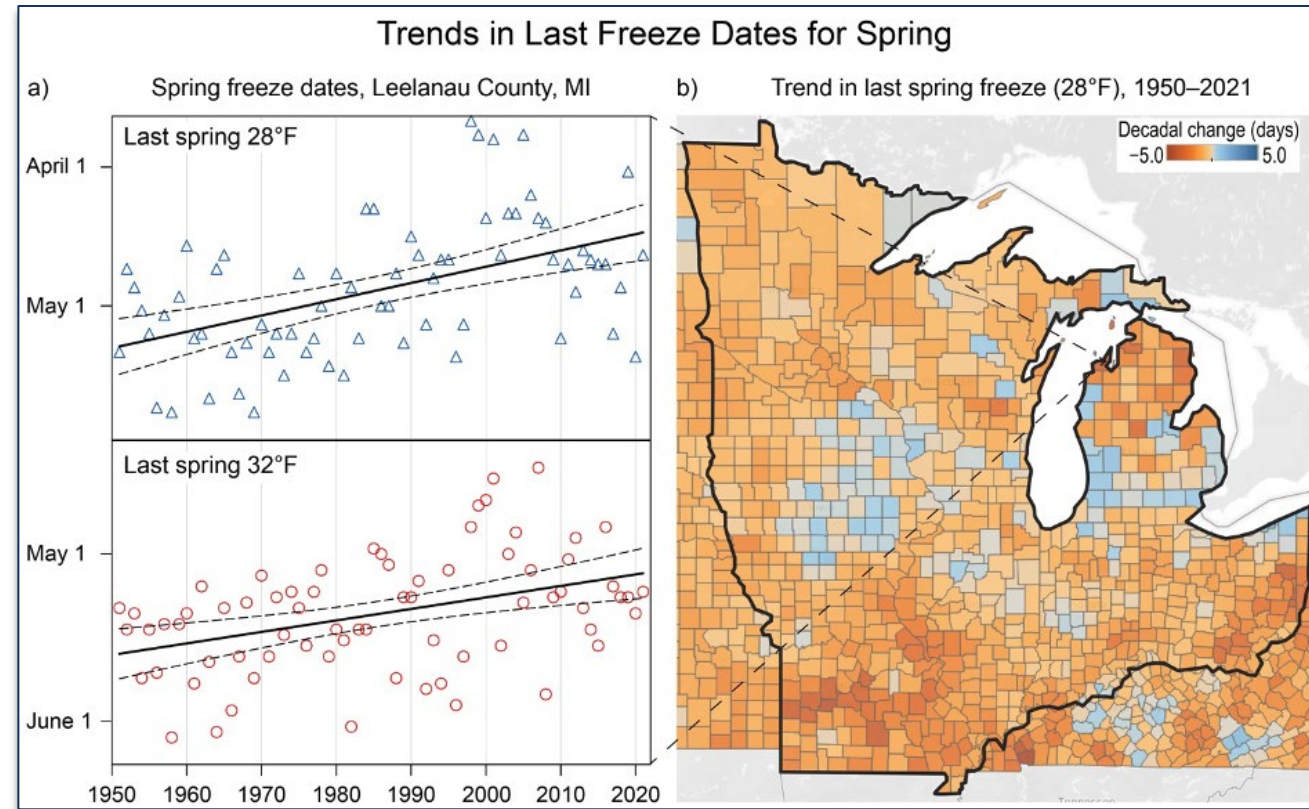 Trends in Last Freeze Dates for Spring
a) Spring freeze dates, Leelanau County, MI
Last spring 28°F
April 1
May 1
Last spring 32°F
May 1
June 1
1950 1960 1970 1980 1990 2000 2010 2020
b) Trend in last spring freeze (28°F), 1950–2021
Decadal change (days)
−5.0 5.0
Tennessee